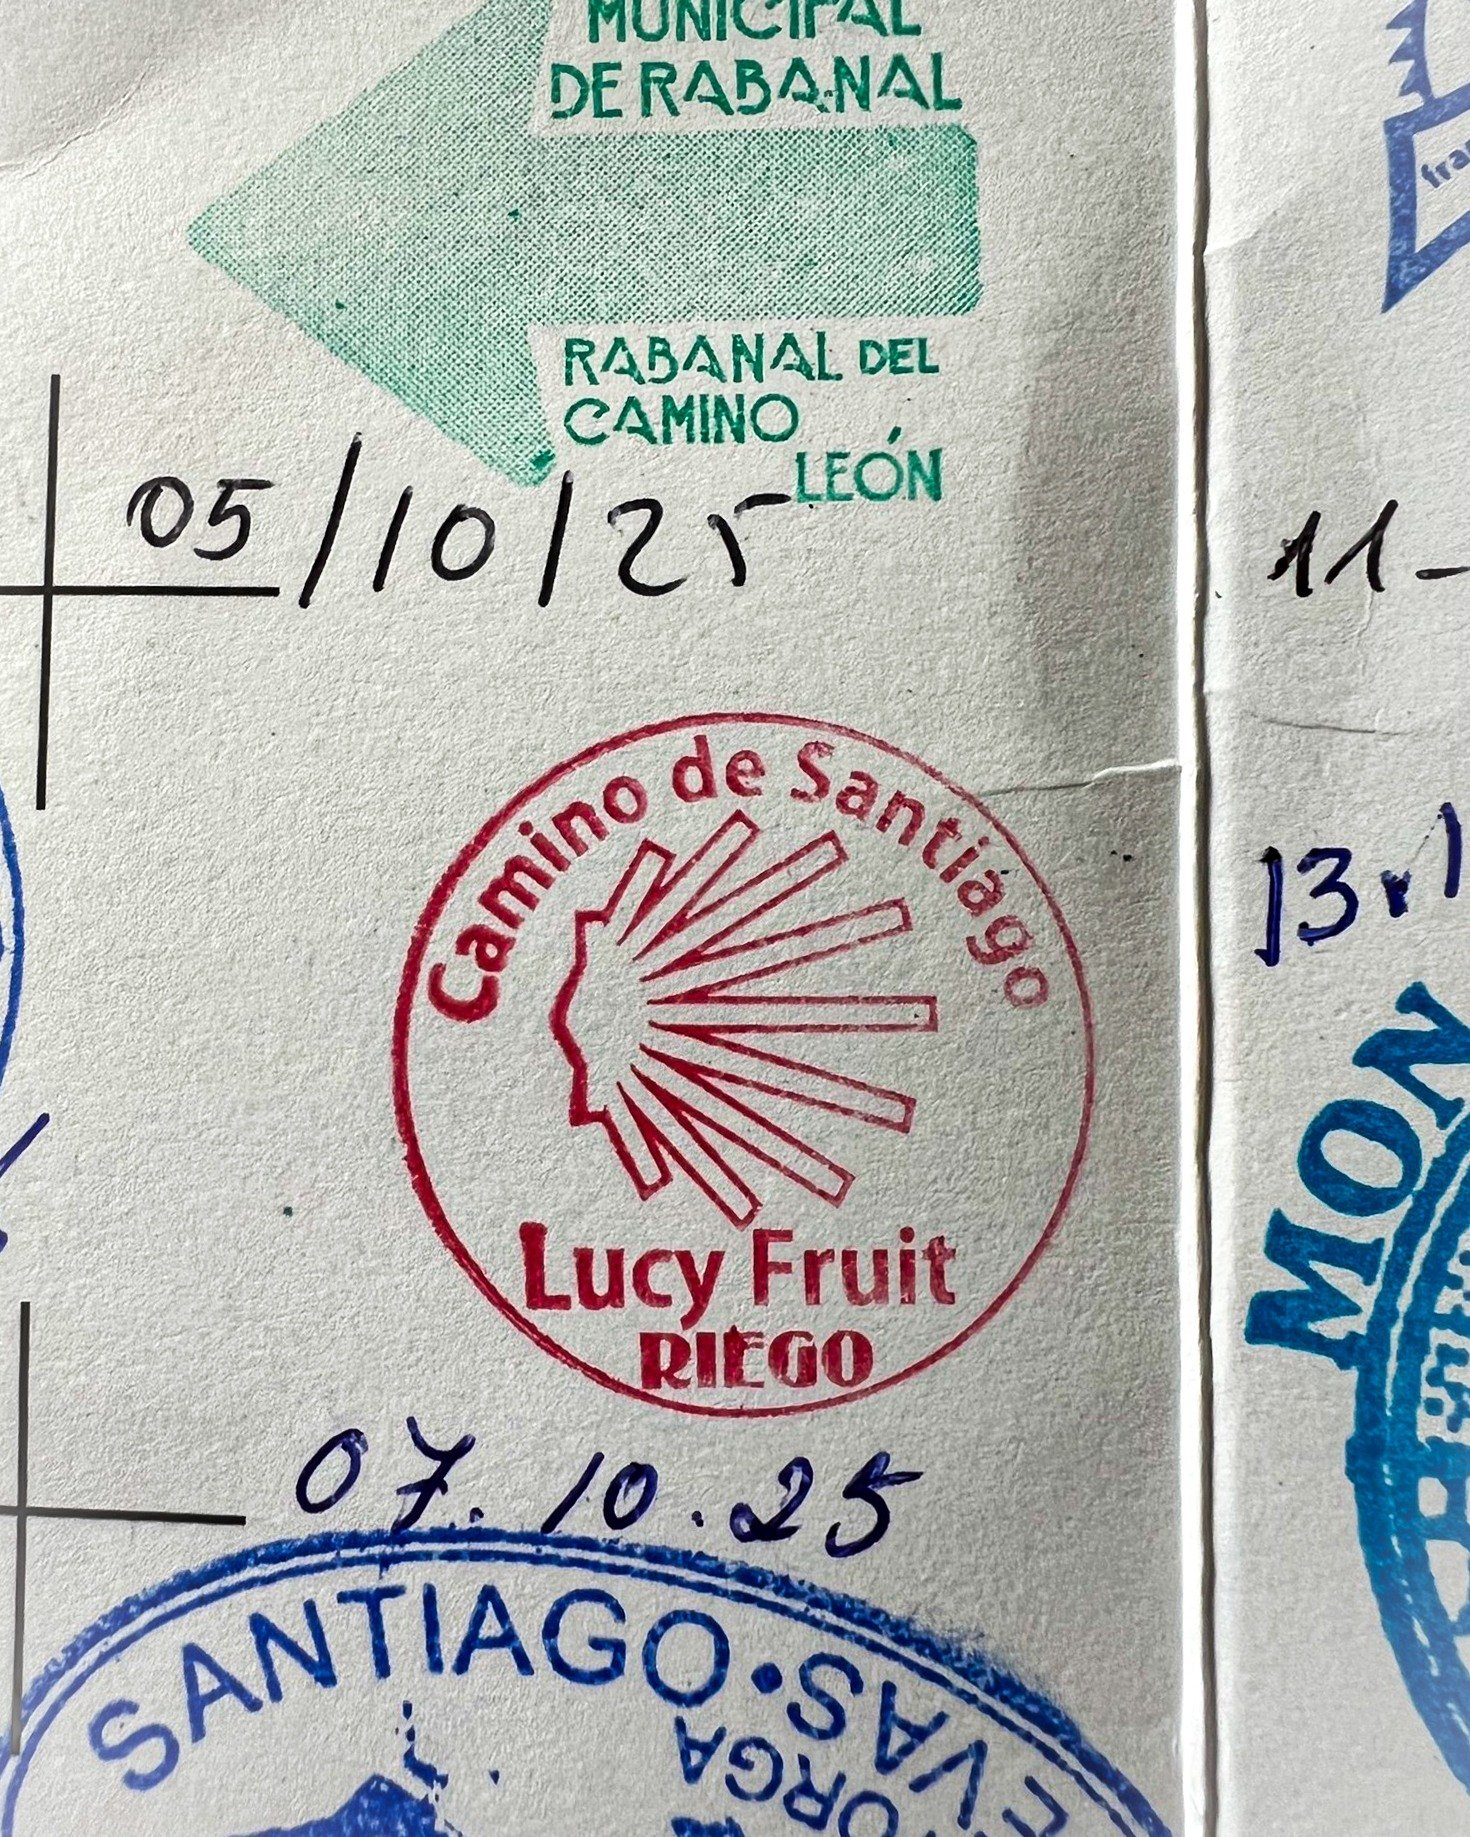 MUNICIPAL
DE RABANAL
RABANAL DEL
CAMINO
LEÓN
05/10/25
Camino de Santiago
Lucy Fruit
RIEGO
07.10.25
SANTIAGO•
11-
13.1
MON